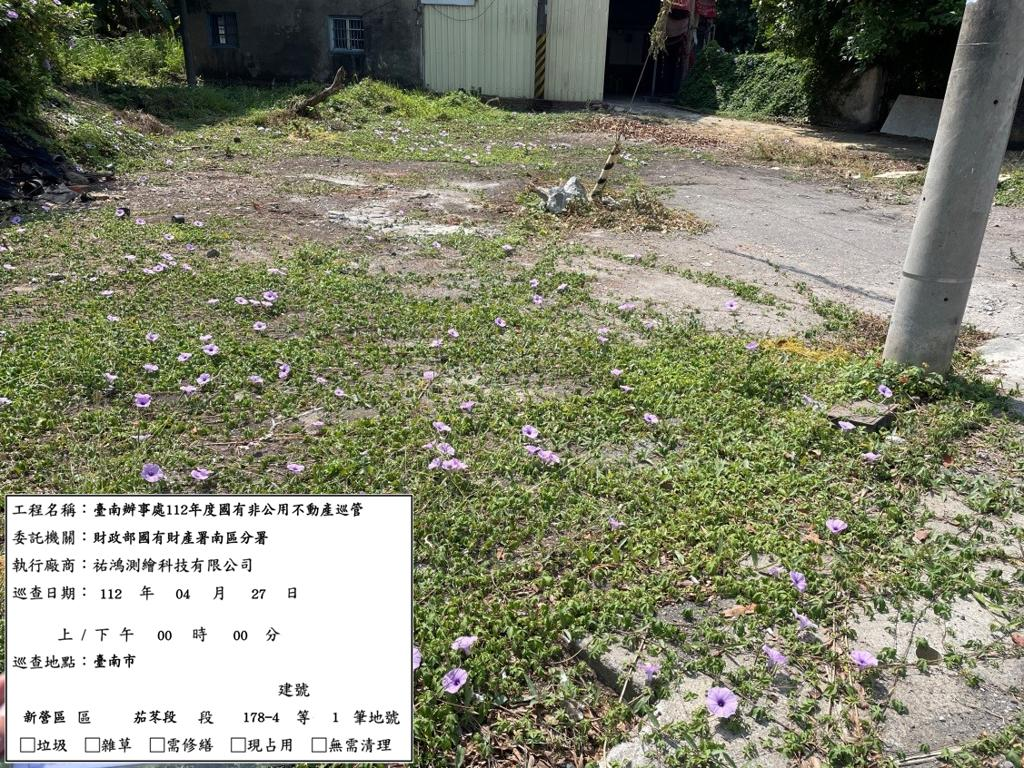 工程名稱：臺南辦事處112年度國有非公用不動產巡管
委託機關：財政部國有財產署南區分署
執行廠商：祐鴻測繪科技有限公司
巡查日期： 112 年 04 月 27 日
上 / 下 午 00 時 00 分
巡查地點：臺南市
建號
新營區 區 茄苳段 段 178-4 等 1 筆地號
□垃圾 □雜草 □需修繕 □現占用 □無需清理